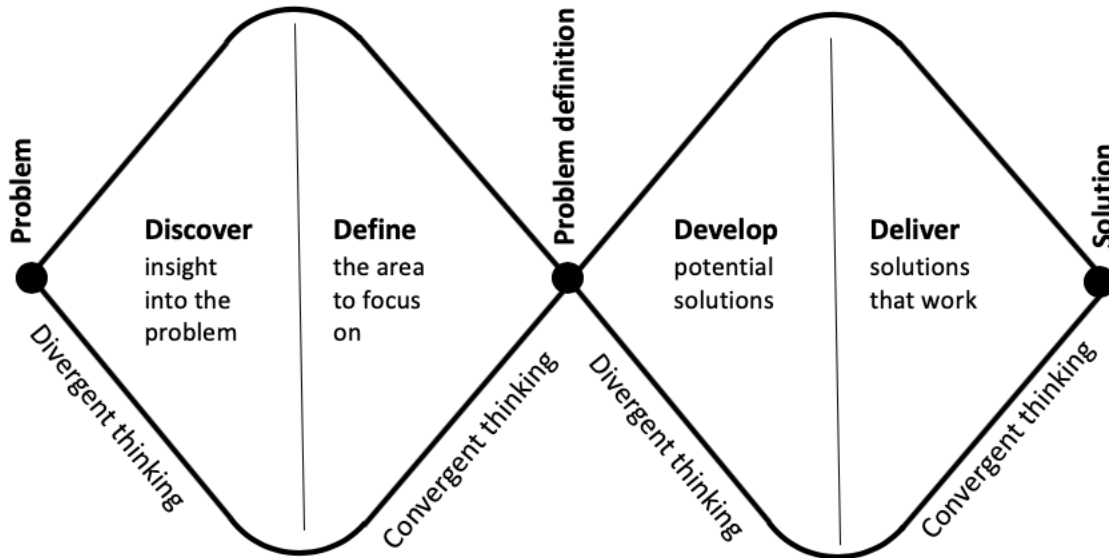 Problem
Discover
insight
into the
problem
Define
the area
to focus
on
Divergent thinking
Convergent thinking
Problem definition
Develop
potential
solutions
Deliver
solutions
that work
Divergent thinking
Convergent thinking
Solution